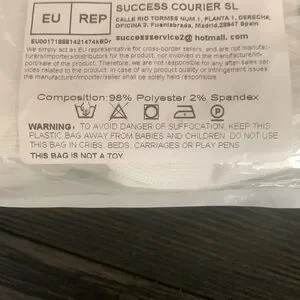 EU REP
SUCCESS COURIER SL
CALLE RIO TORMES NUM.1, PLANTA 1, DERECHA,
OFICINA 3, Fuenlabrada, Madrid,28947 Spain
successservice2@hotmail.com
We simply act as EU representative for cross-border sellers, and are not manufac-
turers/importers/distributors of the product, nor involved in the manufacture/im-
port/sale of the product. Therefore, we are not responsible for any after-sales ser-
vices related to the product. In case of any product quality or infringement issues,
the manufacturer/importer/seller shall be solely held responsible.
Composition:98% Polyester 2% Spandex
WARNING: TO AVOID DANGER OF SUFFOCATION, KEEP THIS
PLASTIC BAG AWAY FROM BABIES AND CHILDREN. DO NOT USE
THIS BAG IN CRIBS, BEDS, CARRIAGES OR PLAY PENS.
THIS BAG IS NOT A TOY.